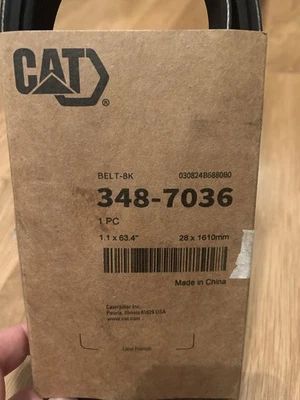 CAT
®
BELT-8K 0308248688080
348-7036
1 PC
1.1 x 63.4" 28 x 1610mm
Made in China
Caterpillar Inc.
Peoria, Illinois 61629 USA
www.cat.com